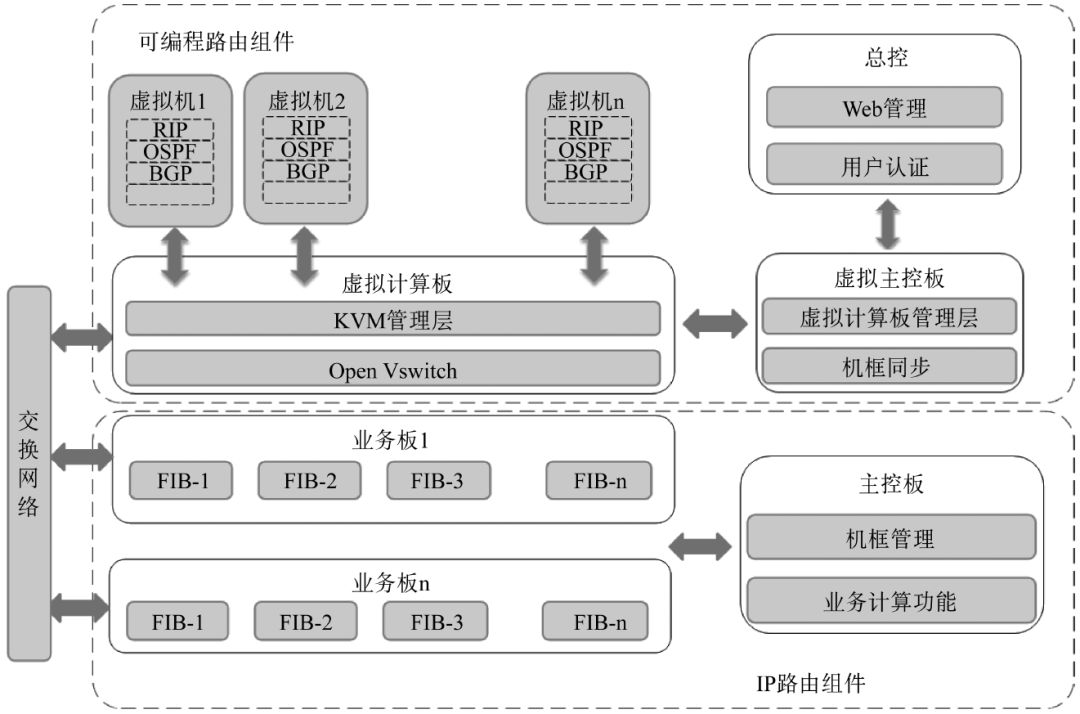 可编程路由组件
虚拟机1
RIP
OSPF
BGP
虚拟机2
RIP
OSPF
BGP
虚拟机n
RIP
OSPF
BGP
总控
Web管理
用户认证
虚拟计算板
KVM管理层
Open Vswitch
虚拟主控板
虚拟计算板管理层
机框同步
交换网络
业务板1
FIB-1
FIB-2
FIB-3
FIB-n
业务板n
FIB-1
FIB-2
FIB-3
FIB-n
主控板
机框管理
业务计算功能
IP路由组件